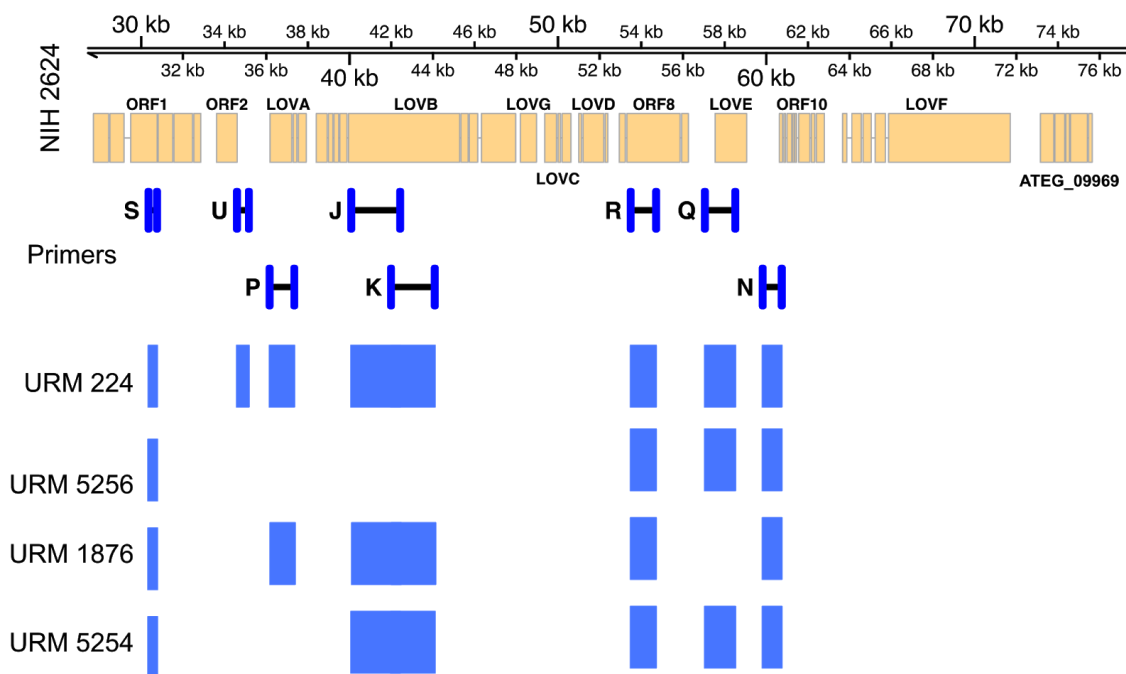 30 kb 34 kb 38 kb 42 kb 46 kb 50 kb 54 kb 58 kb 62 kb 66 kb 70 kb 74 kb
32 kb 36 kb 40 kb 44 kb 48 kb 52 kb 56 kb 60 kb 64 kb 68 kb 72 kb 76 kb
NIH 2624
ORF1 ORF2 LOVA LOVB LOVG LOVD ORF8 LOVE ORF10 LOVF
LOVC ATEG_09969
S U J R Q
Primers
P K N
URM 224
URM 5256
URM 1876
URM 5254